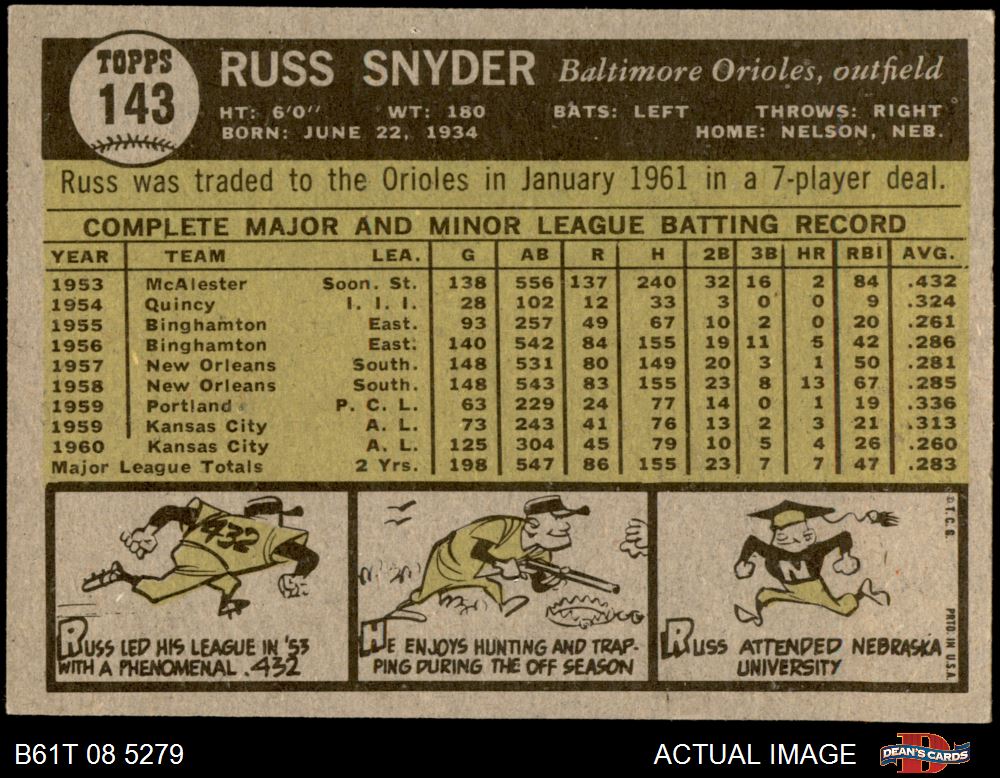 TOPPS
143
RUSS SNYDER Baltimore Orioles, outfield
HT: 6'0" WT: 180 BATS: LEFT THROWS: RIGHT
BORN: JUNE 22, 1934 HOME: NELSON, NEB.
Russ was traded to the Orioles in January 1961 in a 7-player deal.
COMPLETE MAJOR AND MINOR LEAGUE BATTING RECORD
YEAR TEAM LEA. G AB R H 2B 3B HR RBI AVG.
1953 McAlester Soon. St. 138 556 137 240 32 16 2 84 .432
1954 Quincy I. I. I. 28 102 12 33 3 0 0 9 .324
1955 Binghamton East. 93 257 49 67 10 2 0 20 .261
1956 Binghamton East. 140 542 84 155 19 11 5 42 .286
1957 New Orleans South. 148 531 80 149 20 3 1 50 .281
1958 New Orleans South. 148 543 83 155 23 8 13 67 .285
1959 Portland P. C. L. 63 229 24 77 14 0 1 19 .336
1959 Kansas City A. L. 73 243 41 76 13 2 3 21 .313
1960 Kansas City A. L. 125 304 45 79 10 5 4 26 .260
Major League Totals 2 Yrs. 198 547 86 155 23 7 7 47 .283
432
RUSS LED HIS LEAGUE IN '53
WITH A PHENOMENAL .432
HE ENJOYS HUNTING AND TRAP-
PING DURING THE OFF SEASON
N
RUSS ATTENDED NEBRASKA
UNIVERSITY
© T. C. G.
PRTD. IN U.S.A.
B61T 08 5279 ACTUAL IMAGE
DEAN'S CARDS